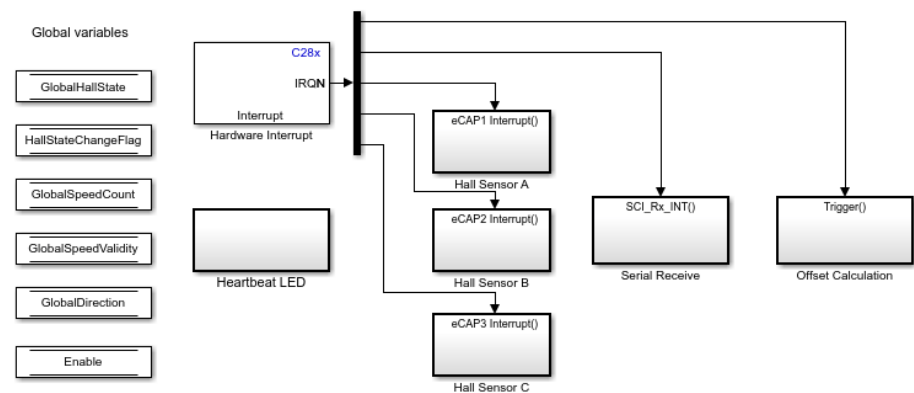 Global variables
GlobalHallState
HallStateChangeFlag
GlobalSpeedCount
GlobalSpeedValidity
GlobalDirection
Enable
C28x
IRQN
Interrupt
Hardware Interrupt
Heartbeat LED
eCAP1 Interrupt()
Hall Sensor A
eCAP2 Interrupt()
Hall Sensor B
eCAP3 Interrupt()
Hall Sensor C
SCI_Rx_INT()
Serial Receive
Trigger()
Offset Calculation